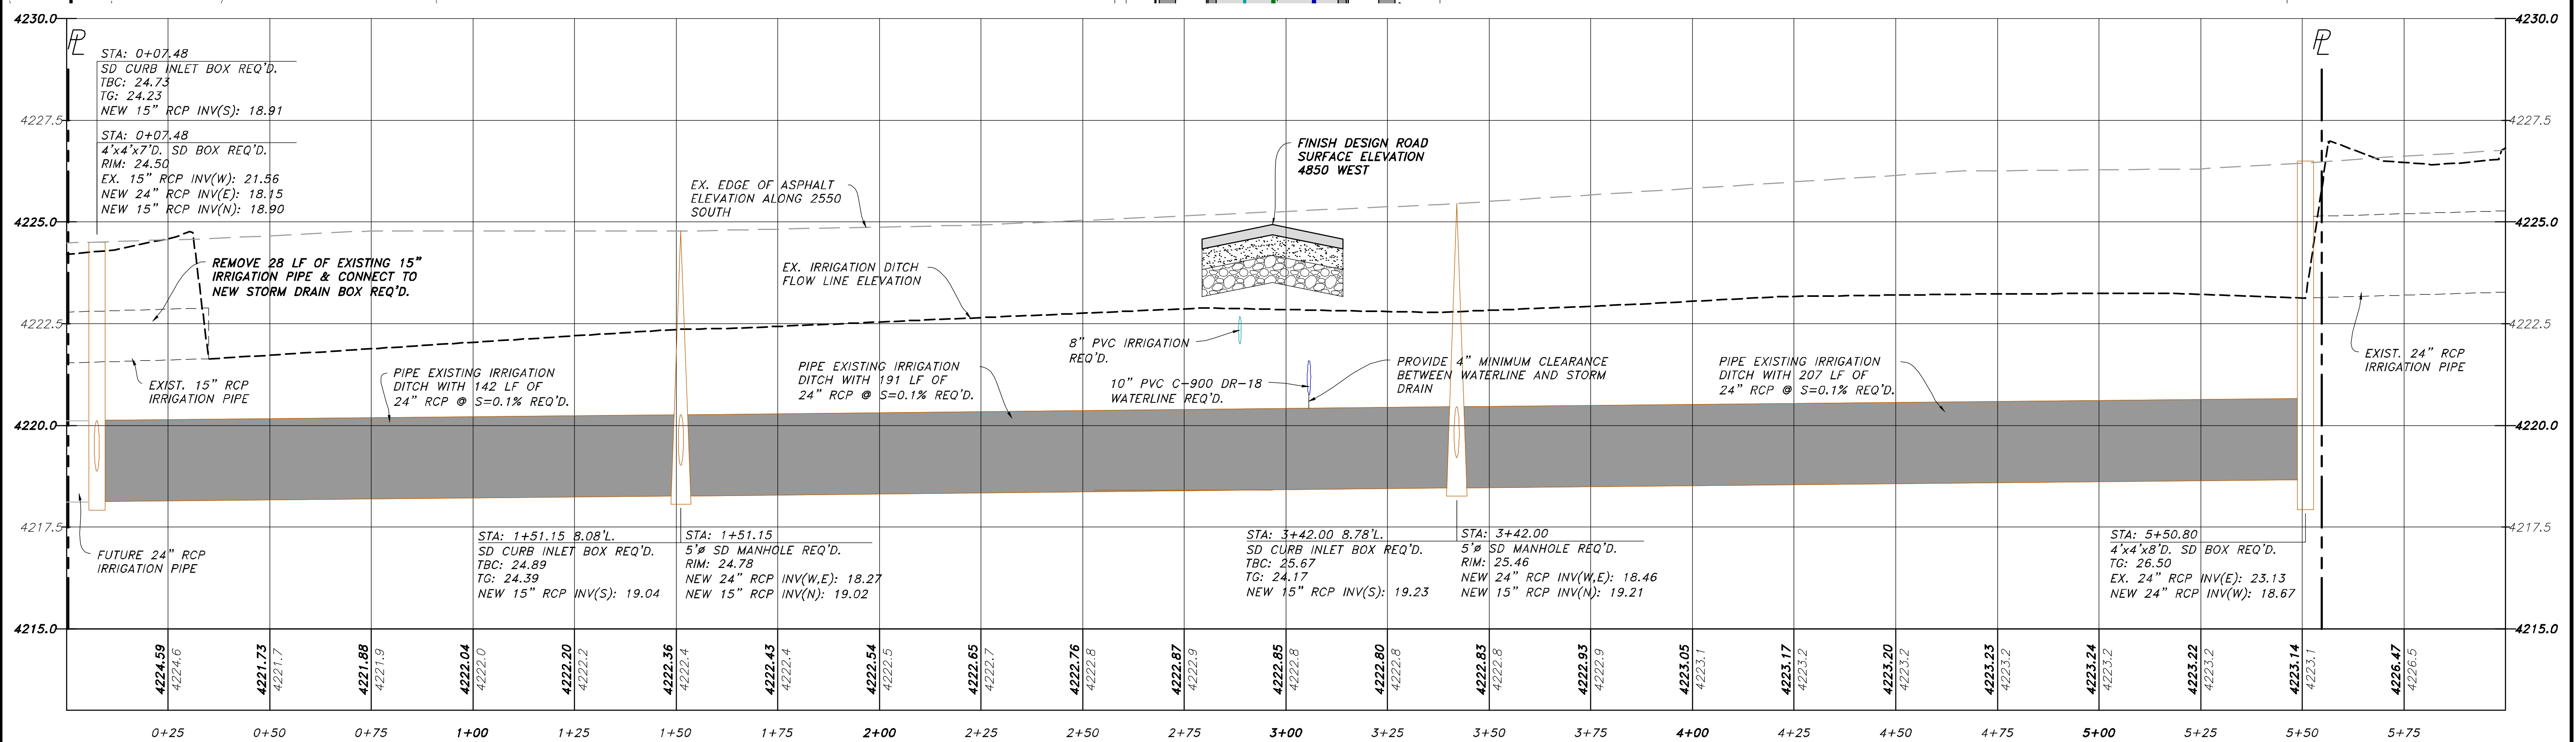 4230.0
4230.0
PL
PL
STA: 0+07.48
SD CURB INLET BOX REQ'D.
TBC: 24.73
TG: 24.23
NEW 15" RCP INV(S): 18.91
4227.5
4227.5
STA: 0+07.48
4'x4'x7'D. SD BOX REQ'D.
RIM: 24.50
EX. 15" RCP INV(W): 21.56
NEW 24" RCP INV(E): 18.15
NEW 15" RCP INV(N): 18.90
FINISH DESIGN ROAD
SURFACE ELEVATION
4850 WEST
EX. EDGE OF ASPHALT
ELEVATION ALONG 2550
SOUTH
4225.0
4225.0
REMOVE 28 LF OF EXISTING 15"
IRRIGATION PIPE & CONNECT TO
NEW STORM DRAIN BOX REQ'D.
EX. IRRIGATION DITCH
FLOW LINE ELEVATION
4222.5
4222.5
8" PVC IRRIGATION
REQ'D.
EXIST. 15" RCP
IRRIGATION PIPE
PIPE EXISTING IRRIGATION
DITCH WITH 142 LF OF
24" RCP @ S=0.1% REQ'D.
PIPE EXISTING IRRIGATION
DITCH WITH 191 LF OF
24" RCP @ S=0.1% REQ'D.
10" PVC C-900 DR-18
WATERLINE REQ'D.
PROVIDE 4" MINIMUM CLEARANCE
BETWEEN WATERLINE AND STORM
DRAIN
PIPE EXISTING IRRIGATION
DITCH WITH 207 LF OF
24" RCP @ S=0.1% REQ'D.
EXIST. 24" RCP
IRRIGATION PIPE
4220.0
4220.0
4217.5
4217.5
FUTURE 24" RCP
IRRIGATION PIPE
STA: 1+51.15 8.08'L.
SD CURB INLET BOX REQ'D.
TBC: 24.89
TG: 24.39
NEW 15" RCP INV(S): 19.04
STA: 1+51.15
5'ø SD MANHOLE REQ'D.
RIM: 24.78
NEW 24" RCP INV(W,E): 18.27
NEW 15" RCP INV(N): 19.02
STA: 3+42.00 8.78'L.
SD CURB INLET BOX REQ'D.
TBC: 25.67
TG: 24.17
NEW 15" RCP INV(S): 19.23
STA: 3+42.00
5'ø SD MANHOLE REQ'D.
RIM: 25.46
NEW 24" RCP INV(W,E): 18.46
NEW 15" RCP INV(N): 19.21
STA: 5+50.80
4'x4'x8'D. SD BOX REQ'D.
TG: 26.50
EX. 24" RCP INV(E): 23.13
NEW 24" RCP INV(W): 18.67
4215.0
4215.0
4224.59
4224.6
4221.73
4221.7
4221.88
4221.9
4222.04
4222.0
4222.20
4222.2
4222.36
4222.4
4222.43
4222.4
4222.54
4222.5
4222.65
4222.7
4222.76
4222.8
4222.87
4222.9
4222.85
4222.8
4222.80
4222.8
4222.83
4222.8
4222.93
4222.9
4223.05
4223.1
4223.17
4223.2
4223.20
4223.2
4223.23
4223.2
4223.24
4223.2
4223.22
4223.2
4223.14
4223.1
4226.47
4226.5
0+25
0+50
0+75
1+00
1+25
1+50
1+75
2+00
2+25
2+50
2+75
3+00
3+25
3+50
3+75
4+00
4+25
4+50
4+75
5+00
5+25
5+50
5+75